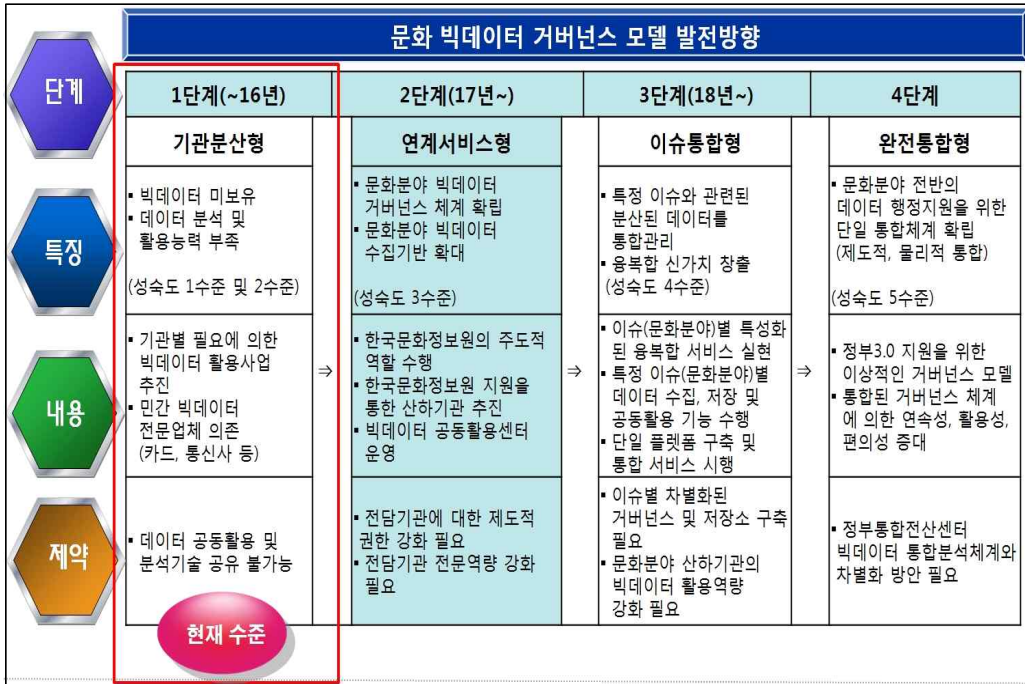 문화 빅데이터 거버넌스 모델 발전방향
단계
1단계(~16년)
2단계(17년~)
3단계(18년~)
4단계
기관분산형
⇒
연계서비스형
⇒
이슈통합형
⇒
완전통합형
특징
▪ 빅데이터 미보유
▪ 데이터 분석 및
활용능력 부족
(성숙도 1수준 및 2수준)
▪ 문화분야 빅데이터
거버넌스 체계 확립
▪ 문화분야 빅데이터
수집기반 확대
(성숙도 3수준)
▪ 특정 이슈와 관련된
분산된 데이터를
통합관리
▪ 융복합 신가치 창출
(성숙도 4수준)
▪ 문화분야 전반의
데이터 행정지원을 위한
단일 통합체계 확립
(제도적, 물리적 통합)
(성숙도 5수준)
내용
▪ 기관별 필요에 의한
빅데이터 활용사업
추진
▪ 민간 빅데이터
전문업체 의존
(카드, 통신사 등)
⇒
▪ 한국문화정보원의 주도적
역할 수행
▪ 한국문화정보원 지원을
통한 산하기관 추진
▪ 빅데이터 공동활용센터
운영
⇒
▪ 이슈(문화분야)별 특성화
된 융복합 서비스 실현
▪ 특정 이슈(문화분야)별
데이터 수집, 저장 및
공동활용 기능 수행
▪ 단일 플렛폼 구축 및
통합 서비스 시행
⇒
▪ 정부3.0 지원을 위한
이상적인 거버넌스 모델
▪ 통합된 거버넌스 체계
에 의한 연속성, 활용성,
편의성 증대
제약
▪ 데이터 공동활용 및
분석기술 공유 불가능
▪ 전담기관에 대한 제도적
권한 강화 필요
▪ 전담기관 전문역량 강화
필요
▪ 이슈별 차별화된
거버넌스 및 저장소 구축
필요
▪ 문화분야 산하기관의
빅데이터 활용역량
강화 필요
▪ 정부통합전산센터
빅데이터 통합분석체계와
차별화 방안 필요
현재 수준